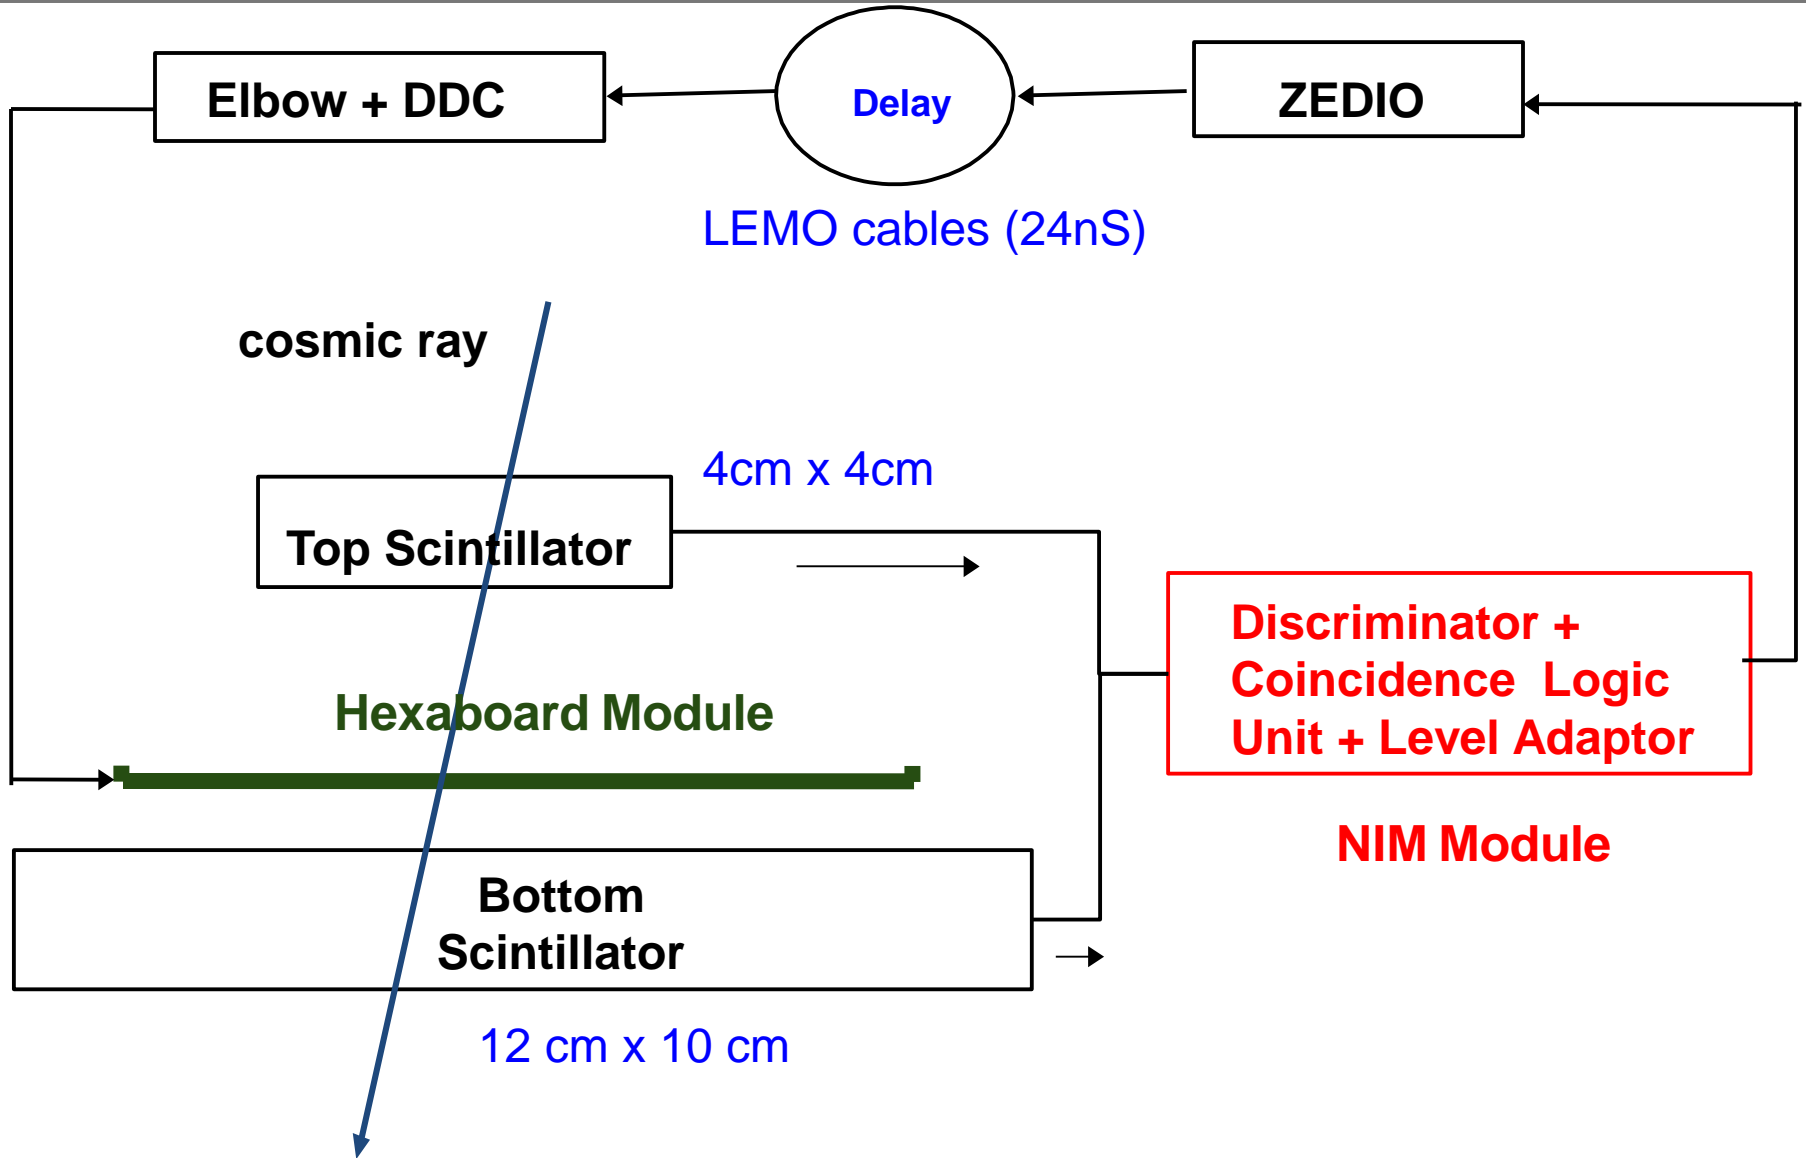 Elbow + DDC
Delay
ZEDIO
LEMO cables (24nS)
cosmic ray
4cm x 4cm
Top Scintillator
Discriminator +
Coincidence Logic
Unit + Level Adaptor
Hexaboard Module
NIM Module
Bottom
Scintillator
12 cm x 10 cm